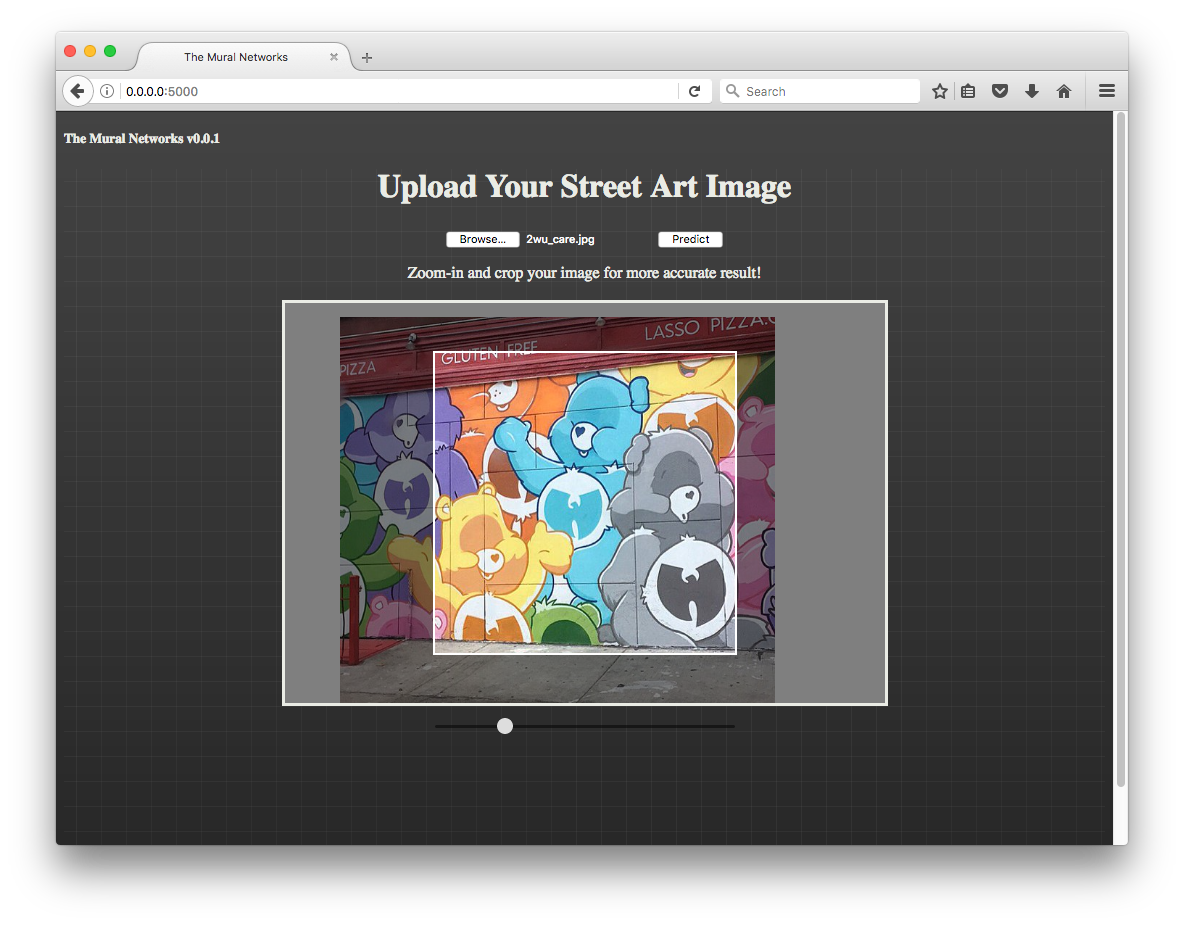 The Mural Networks
0.0.0.0:5000
Search
The Mural Networks v0.0.1
Upload Your Street Art Image
Browse... 2wu_care.jpg Predict
Zoom-in and crop your image for more accurate result!
LASSO PIZZA.C
GLUTEN FREE
PIZZA